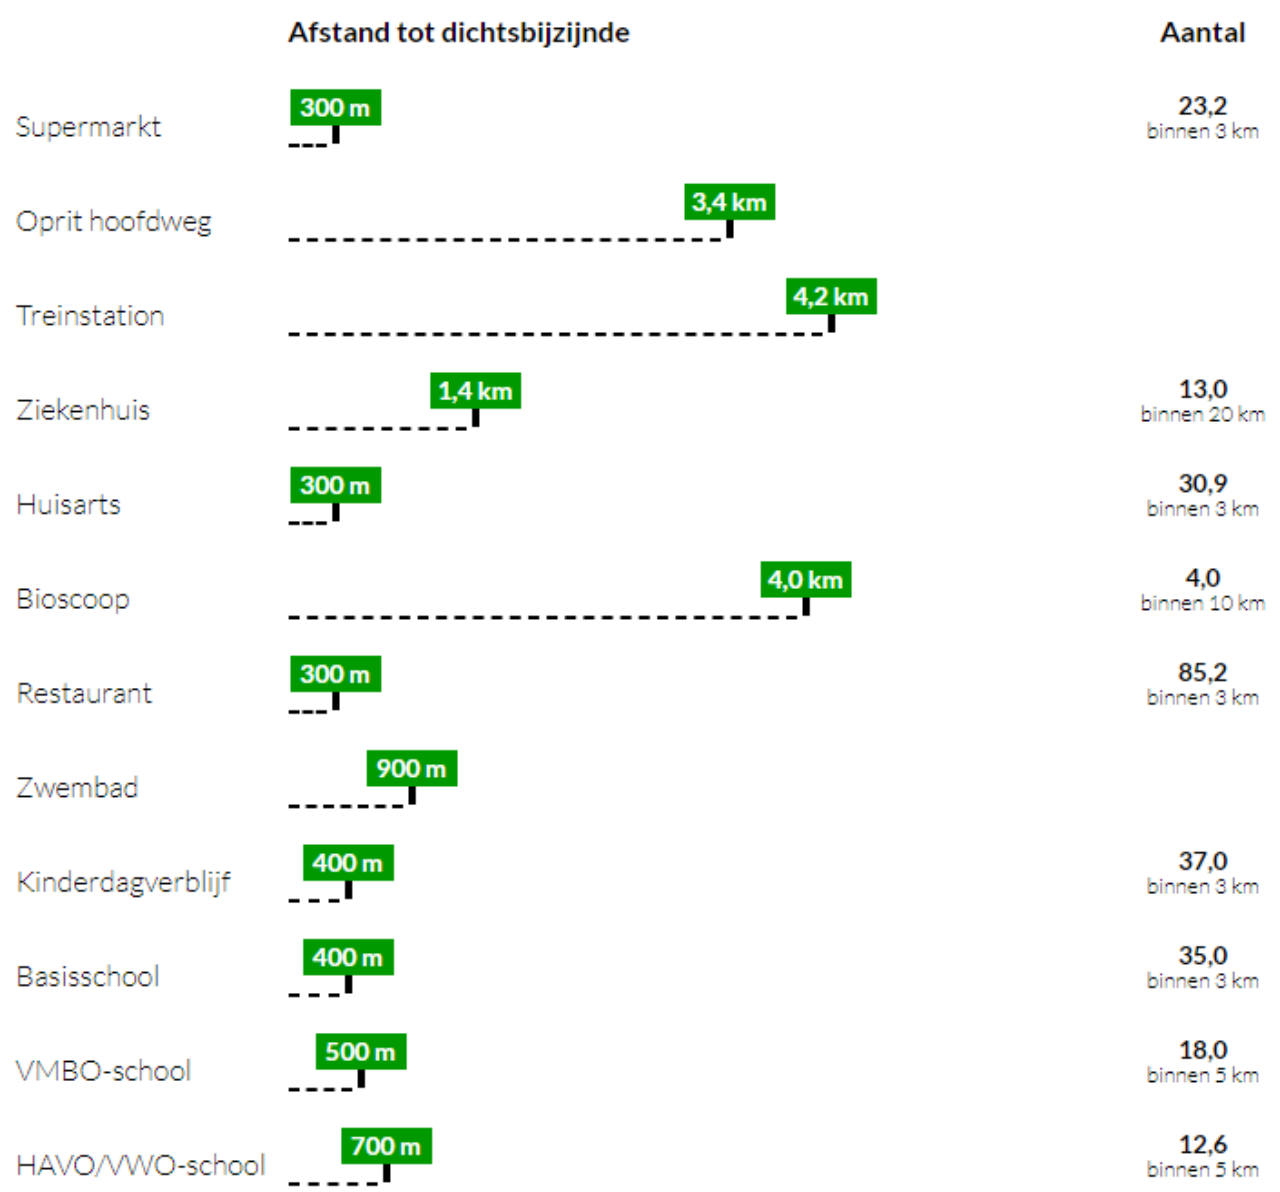 Afstand tot dichtsbijzijnde Aantal
Supermarkt 300 m 23,2
binnen 3 km
Oprit hoofdweg 3,4 km
Treinstation 4,2 km
Ziekenhuis 1,4 km 13,0
binnen 20 km
Huisarts 300 m 30,9
binnen 3 km
Bioscoop 4,0 km 4,0
binnen 10 km
Restaurant 300 m 85,2
binnen 3 km
Zwembad 900 m
Kinderdagverblijf 400 m 37,0
binnen 3 km
Basisschool 400 m 35,0
binnen 3 km
VMBO-school 500 m 18,0
binnen 5 km
HAVO/VWO-school 700 m 12,6
binnen 5 km